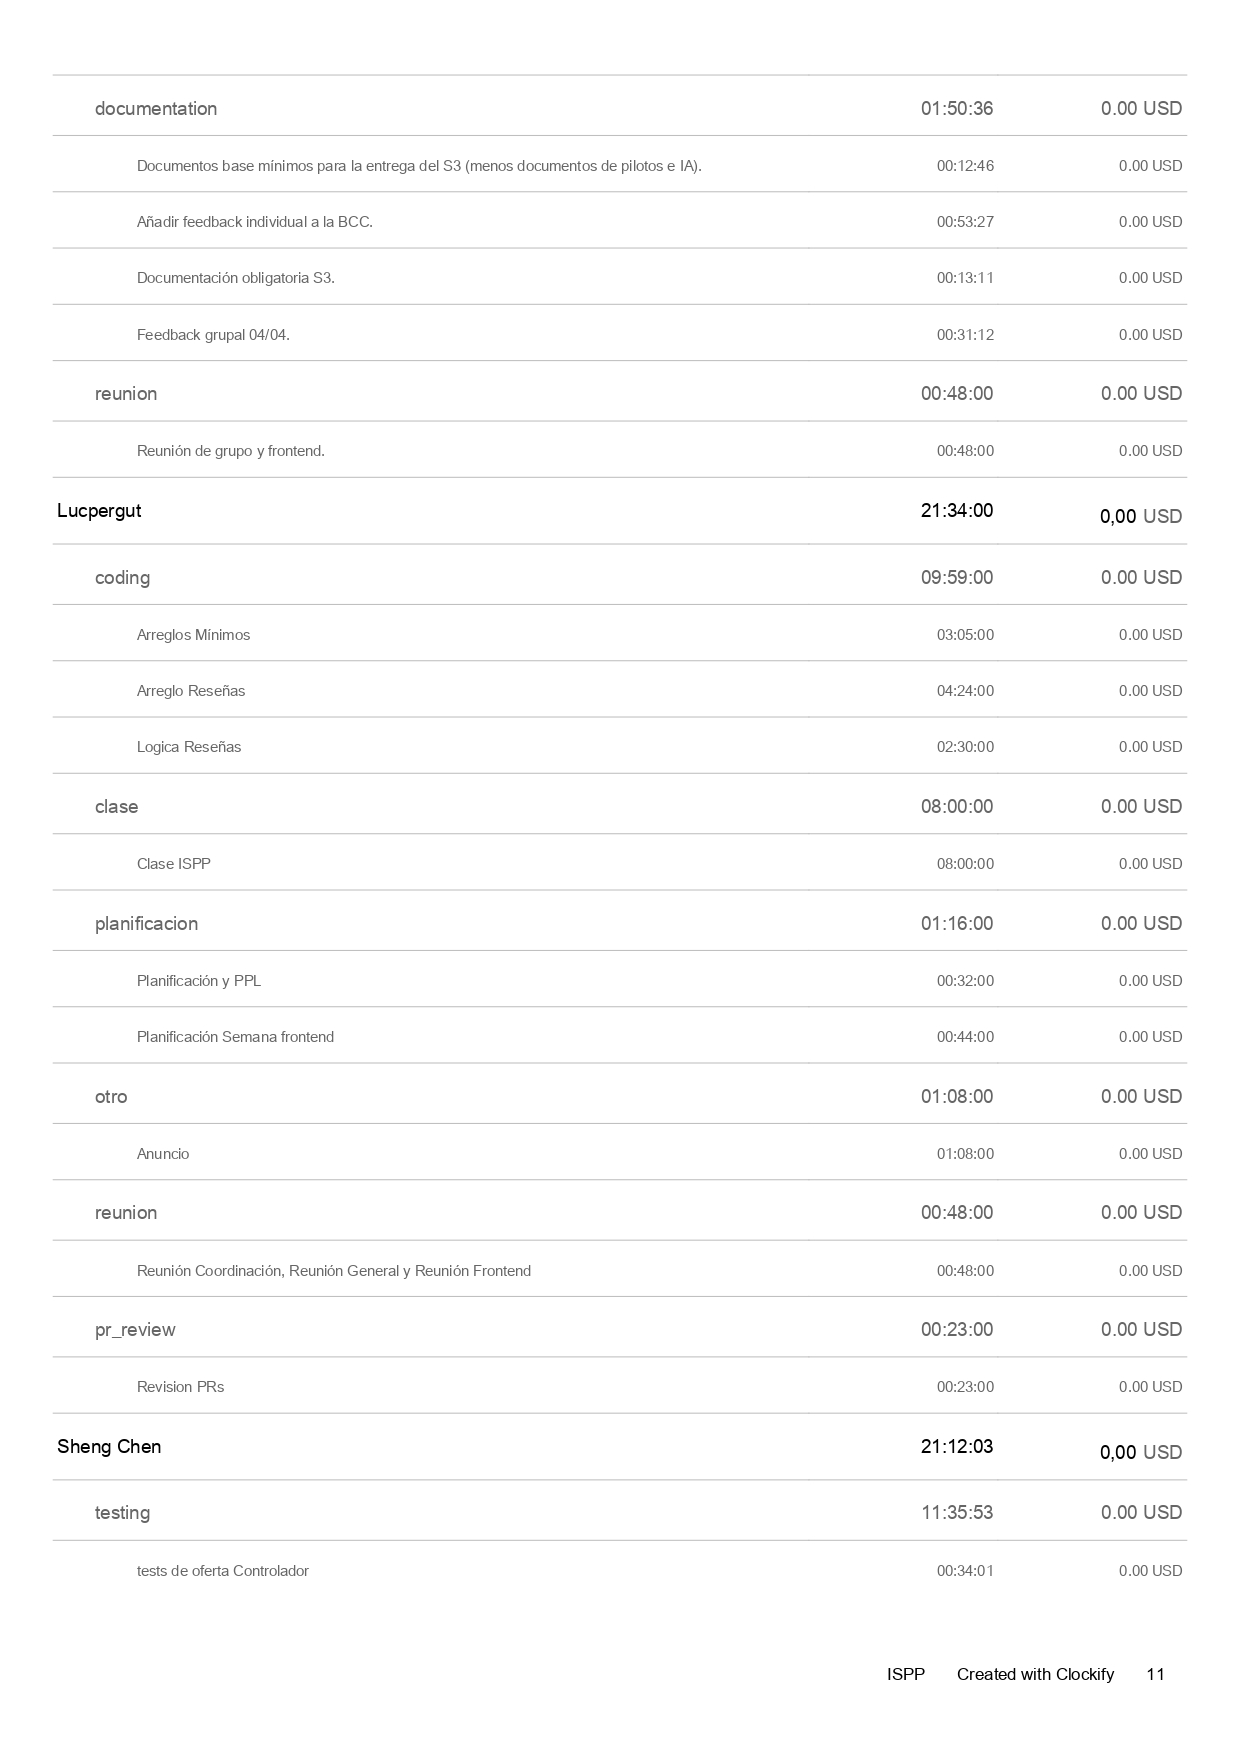 documentation 01:50:36 0.00 USD
Documentos base mínimos para la entrega del S3 (menos documentos de pilotos e IA). 00:12:46 0.00 USD
Añadir feedback individual a la BCC. 00:53:27 0.00 USD
Documentación obligatoria S3. 00:13:11 0.00 USD
Feedback grupal 04/04. 00:31:12 0.00 USD
reunion 00:48:00 0.00 USD
Reunión de grupo y frontend. 00:48:00 0.00 USD
Lucpergut 21:34:00 0,00 USD
coding 09:59:00 0.00 USD
Arreglos Mínimos 03:05:00 0.00 USD
Arreglo Reseñas 04:24:00 0.00 USD
Logica Reseñas 02:30:00 0.00 USD
clase 08:00:00 0.00 USD
Clase ISPP 08:00:00 0.00 USD
planificacion 01:16:00 0.00 USD
Planificación y PPL 00:32:00 0.00 USD
Planificación Semana frontend 00:44:00 0.00 USD
otro 01:08:00 0.00 USD
Anuncio 01:08:00 0.00 USD
reunion 00:48:00 0.00 USD
Reunión Coordinación, Reunión General y Reunión Frontend 00:48:00 0.00 USD
pr_review 00:23:00 0.00 USD
Revision PRs 00:23:00 0.00 USD
Sheng Chen 21:12:03 0,00 USD
testing 11:35:53 0.00 USD
tests de oferta Controlador 00:34:01 0.00 USD
ISPP Created with Clockify 11